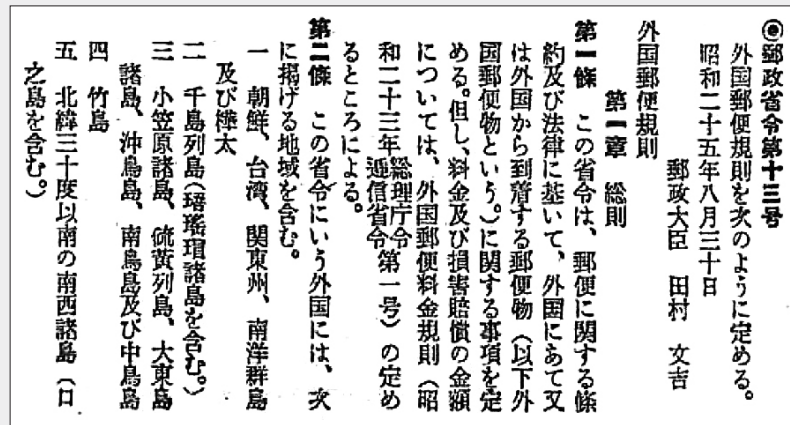 ◎郵政省令第十三号
外国郵便規則を次のように定める。
昭和二十五年八月三十日
郵政大臣 田村 文吉
外国郵便規則
第一章 総則
第一條 この省令は、郵便に関する條
約及び法律に基いて、外国にあて又
は外国から到着する郵便物(以下外
国郵便物という。)に関する事項を定
める。但し、料金及び損害賠償の金額
については、外国郵便料金規則(昭
和二十三年 総理庁令 逓信省令 第一号)の定め
るところによる。
第二條 この省令にいう外国には、次
に掲げる地域を含む。
一 朝鮮、台湾、関東州、南洋群島
及び樺太
二 千島列島(珸瑤瑁諸島を含む。)
三 小笠原諸島、硫黄列島、大東島
諸島、沖鳥島、南鳥島及び中鳥島
四 竹島
五 北緯三十度以南の南西諸島(口
之島を含む。)